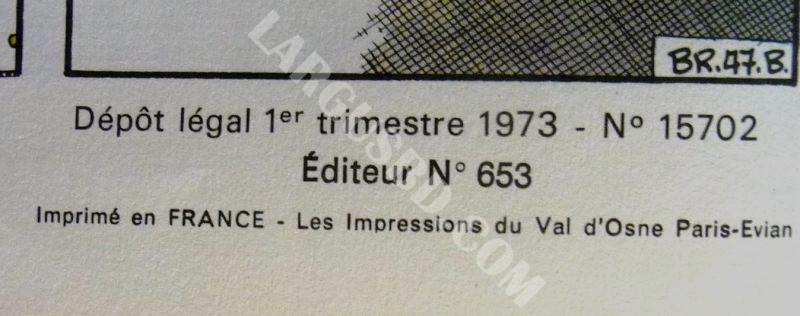 BR.47.B.
Dépôt légal 1er trimestre 1973 - No 15702
Éditeur N° 653
Imprimé en FRANCE - Les Impressions du Val d'Osne Paris-Evian
LARGUSBD.COM